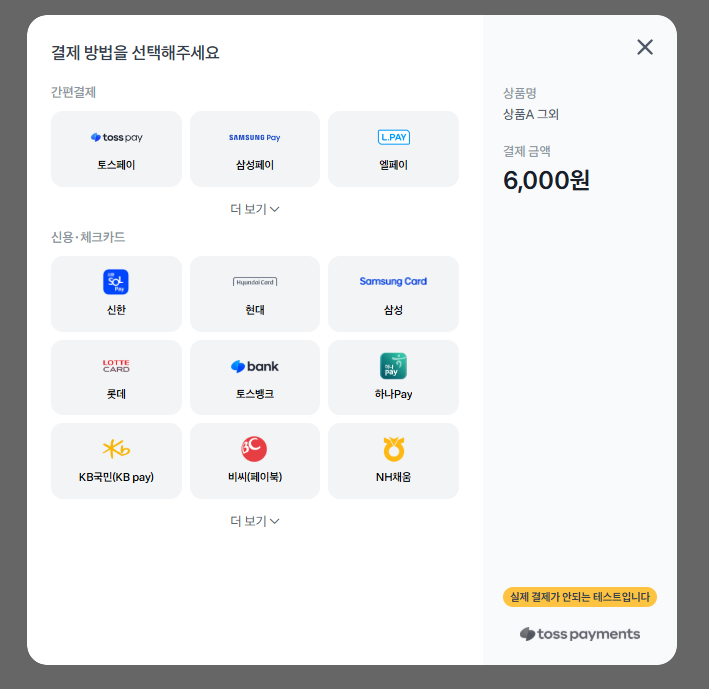 결제 방법을 선택해주세요
간편결제
toss pay
토스페이
SAMSUNG Pay
삼성페이
L.PAY
엘페이
더 보기
신용·체크카드
SOL
Pay
신한
Hyundai Card
현대
Samsung Card
삼성
LOTTE
CARD
롯데
bank
토스뱅크
하나
pay
하나Pay
KB국민(KB pay)
비씨(페이북)
NH채움
더 보기
상품명
상품A 그외
결제 금액
6,000원
실제 결제가 안되는 테스트입니다
toss payments